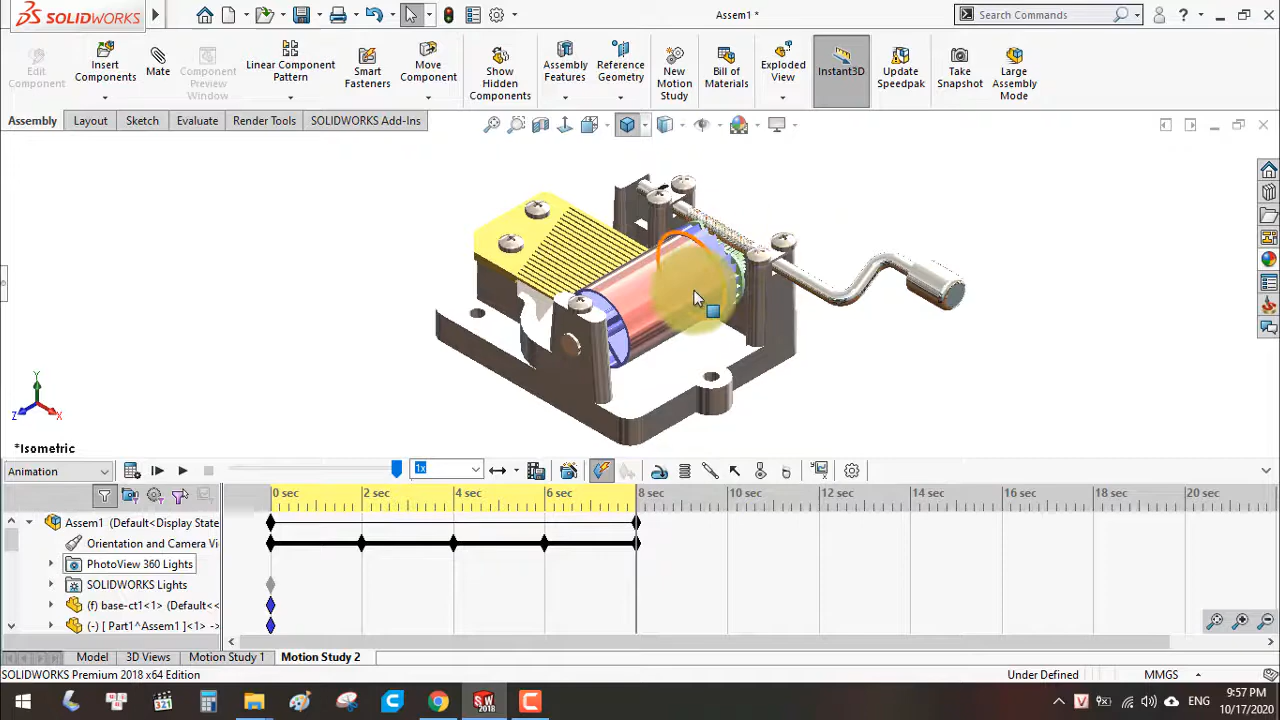 SOLIDWORKS
Assem1 *
Search Commands
Edit Component
Insert Components
Mate
Component Preview Window
Linear Component Pattern
Smart Fasteners
Move Component
Show Hidden Components
Assembly Features
Reference Geometry
New Motion Study
Bill of Materials
Exploded View
Instant3D
Update Speedpak
Take Snapshot
Large Assembly Mode
Assembly Layout Sketch Evaluate Render Tools SOLIDWORKS Add-Ins
Y
Z X
*Isometric
Animation 1x
0 sec 2 sec 4 sec 6 sec 8 sec 10 sec 12 sec 14 sec 16 sec 18 sec 20 sec
Assem1 (Default<Display State
Orientation and Camera Vi
PhotoView 360 Lights
SOLIDWORKS Lights
(f) base-ct1<1> (Default<<
(-) [ Part1^Assem1 ]<1> ->
Model 3D Views Motion Study 1 Motion Study 2
SOLIDWORKS Premium 2018 x64 Edition Under Defined MMGS
321
SW
2018
V
ENG
9:57 PM
10/17/2020